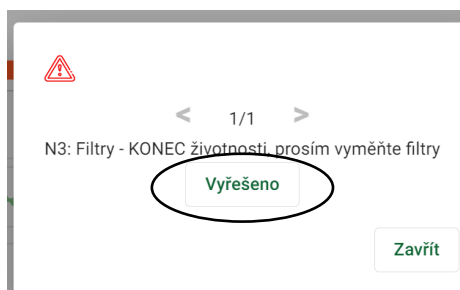 < 1/1 >
N3: Filtry - KONEC životnosti, prosím vyměňte filtry
Vyřešeno
Zavřít